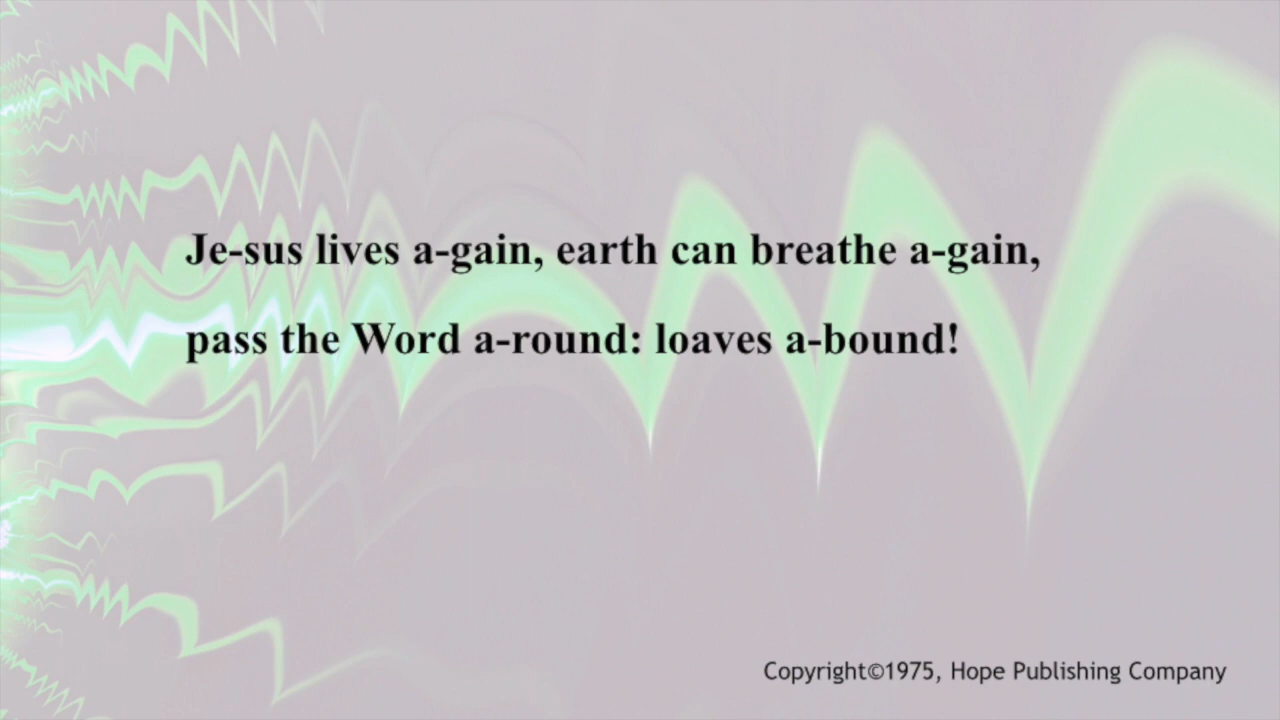 Je-sus lives a-gain, earth can breathe a-gain,
pass the Word a-round: loaves a-bound!
Copyright©1975, Hope Publishing Company